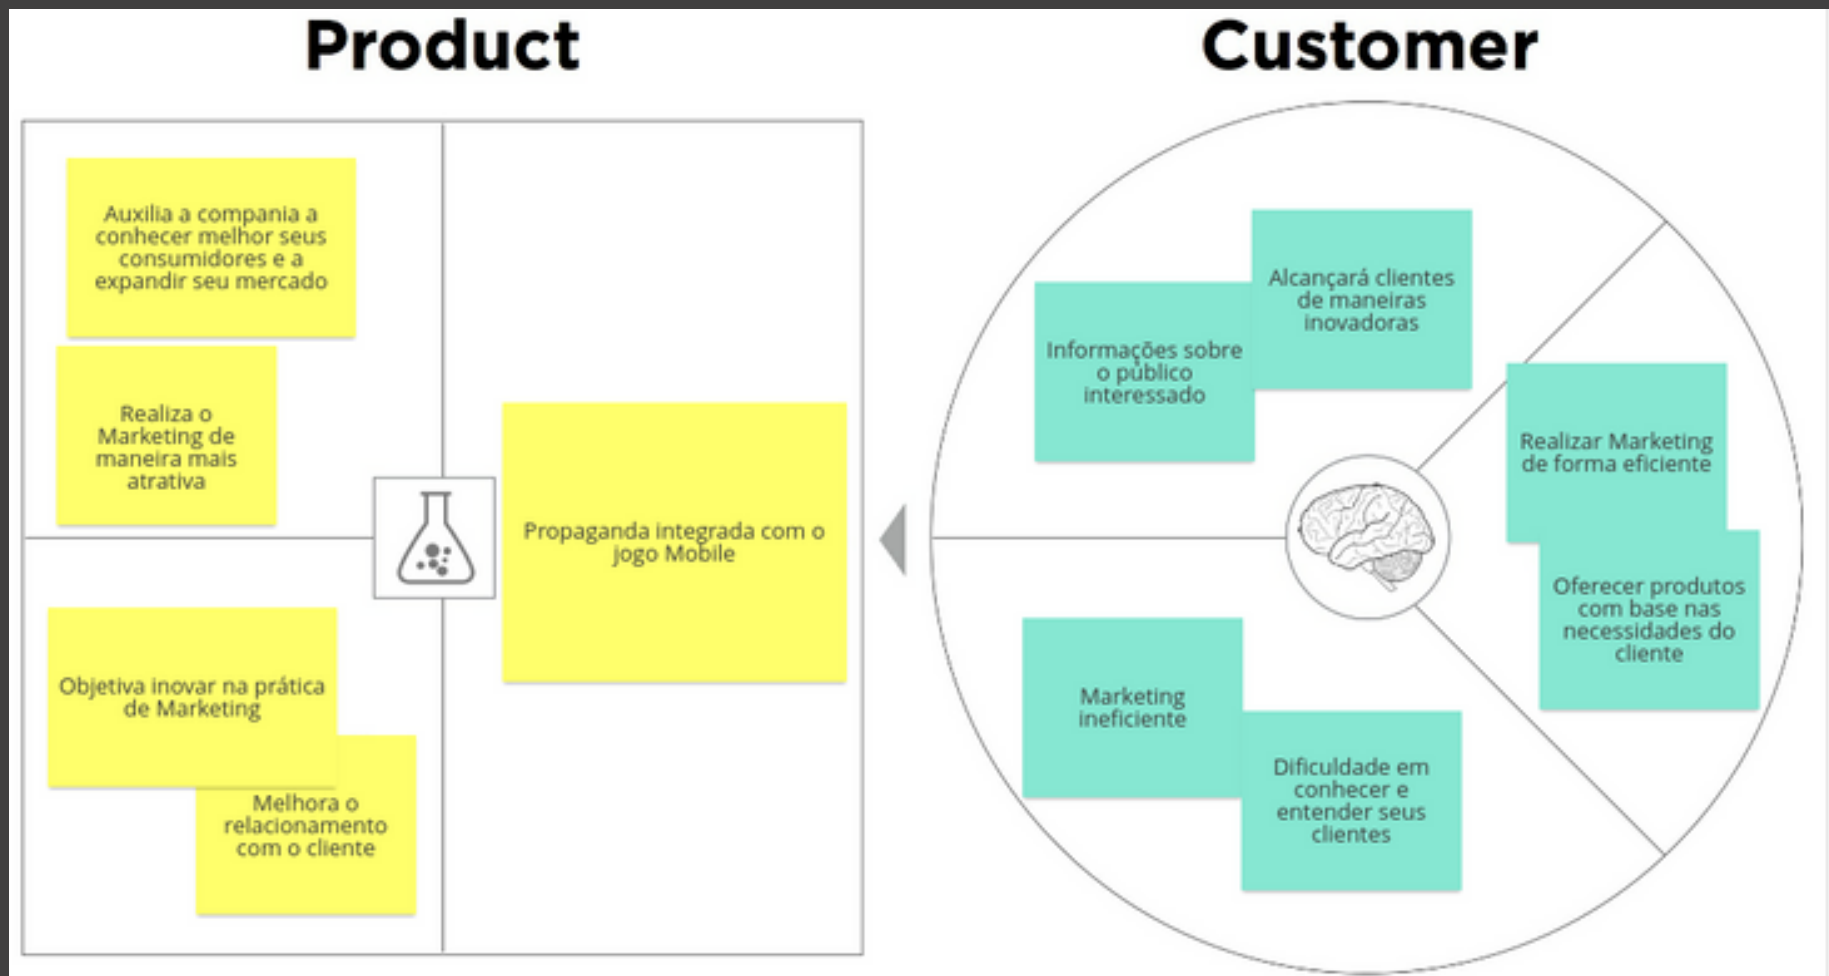 Product
Customer
Auxilia a compania a
conhecer melhor seus
consumidores e a
expandir seu mercado
Realiza o
Marketing de
maneira mais
atrativa
Propaganda integrada com o
jogo Mobile
Objetiva inovar na prática
de Marketing
Melhora o
relacionamento
com o cliente
Informações sobre
o público
interessado
Alcançará clientes
de maneiras
inovadoras
Realizar Marketing
de forma eficiente
Oferecer produtos
com base nas
necessidades do
cliente
Marketing
ineficiente
Dificuldade em
conhecer e
entender seus
clientes